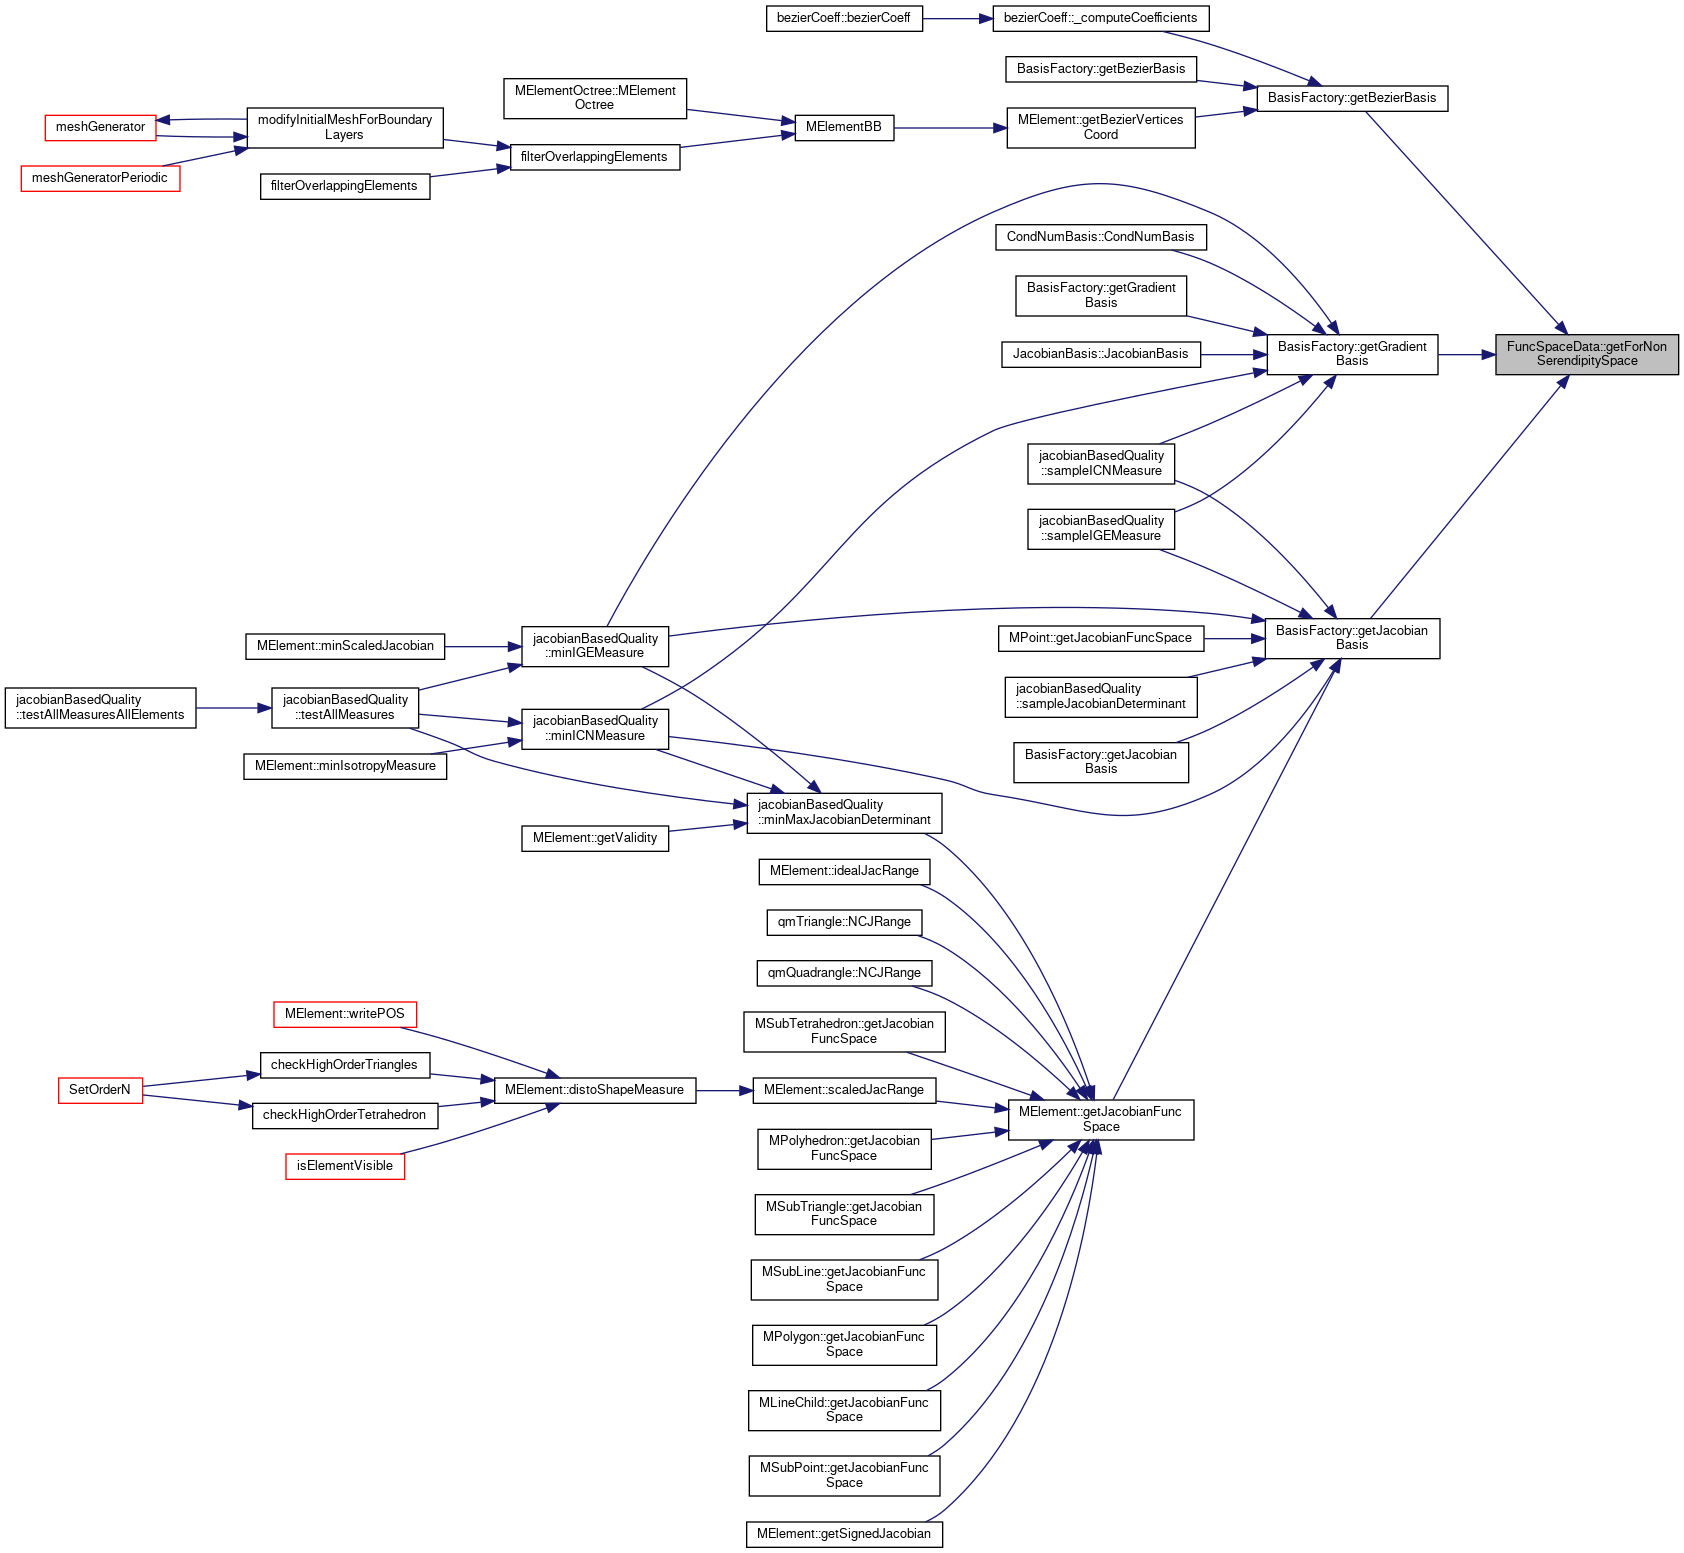 bezierCoeff::bezierCoeff
bezierCoeff::_computeCoefficients
BasisFactory::getBezierBasis
BasisFactory::getBezierBasis
MElementOctree::MElement
Octree
MElement::getBezierVertices
Coord
MElementBB
modifyInitialMeshForBoundary
Layers
meshGenerator
filterOverlappingElements
meshGeneratorPeriodic
filterOverlappingElements
CondNumBasis::CondNumBasis
BasisFactory::getGradient
Basis
JacobianBasis::JacobianBasis
BasisFactory::getGradient
Basis
FuncSpaceData::getForNon
SerendipitySpace
jacobianBasedQuality
::sampleICNMeasure
jacobianBasedQuality
::sampleIGEMeasure
BasisFactory::getJacobian
Basis
MPoint::getJacobianFuncSpace
jacobianBasedQuality
::minIGEMeasure
MElement::minScaledJacobian
jacobianBasedQuality
::sampleJacobianDeterminant
jacobianBasedQuality
::testAllMeasuresAllElements
jacobianBasedQuality
::testAllMeasures
jacobianBasedQuality
::minICNMeasure
BasisFactory::getJacobian
Basis
MElement::minIsotropyMeasure
jacobianBasedQuality
::minMaxJacobianDeterminant
MElement::getValidity
MElement::idealJacRange
qmTriangle::NCJRange
qmQuadrangle::NCJRange
MElement::writePOS
MSubTetrahedron::getJacobian
FuncSpace
checkHighOrderTriangles
SetOrderN
MElement::distoShapeMeasure
MElement::scaledJacRange
checkHighOrderTetrahedron
MElement::getJacobianFunc
Space
MPolyhedron::getJacobian
FuncSpace
isElementVisible
MSubTriangle::getJacobian
FuncSpace
MSubLine::getJacobianFunc
Space
MPolygon::getJacobianFunc
Space
MLineChild::getJacobianFunc
Space
MSubPoint::getJacobianFunc
Space
MElement::getSignedJacobian